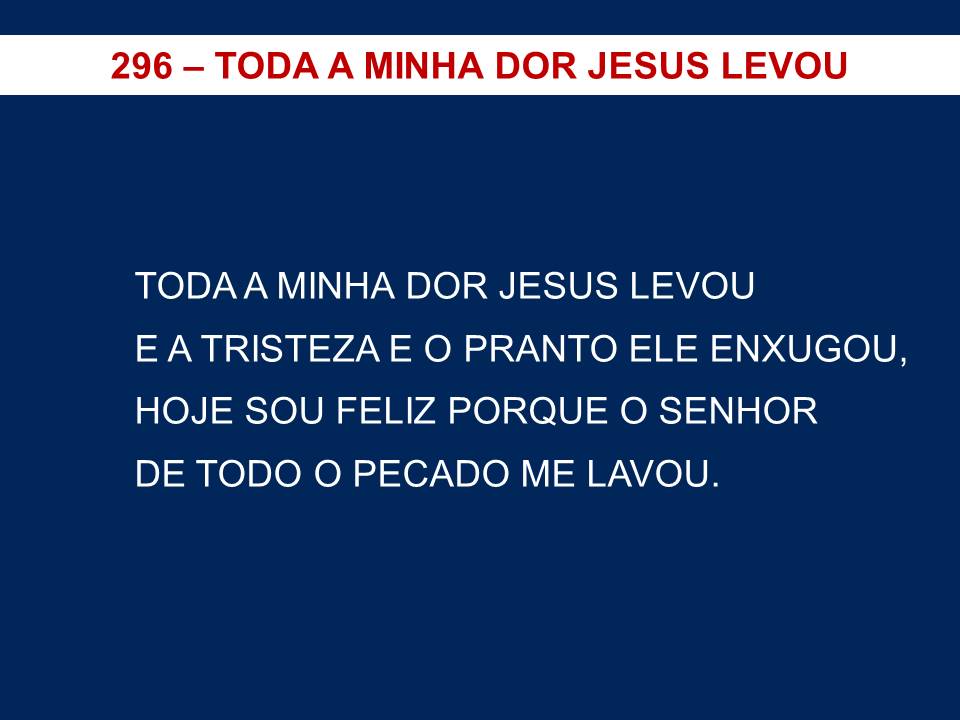 296 – TODA A MINHA DOR JESUS LEVOU
TODA A MINHA DOR JESUS LEVOU
E A TRISTEZA E O PRANTO ELE ENXUGOU,
HOJE SOU FELIZ PORQUE O SENHOR
DE TODO O PECADO ME LAVOU.